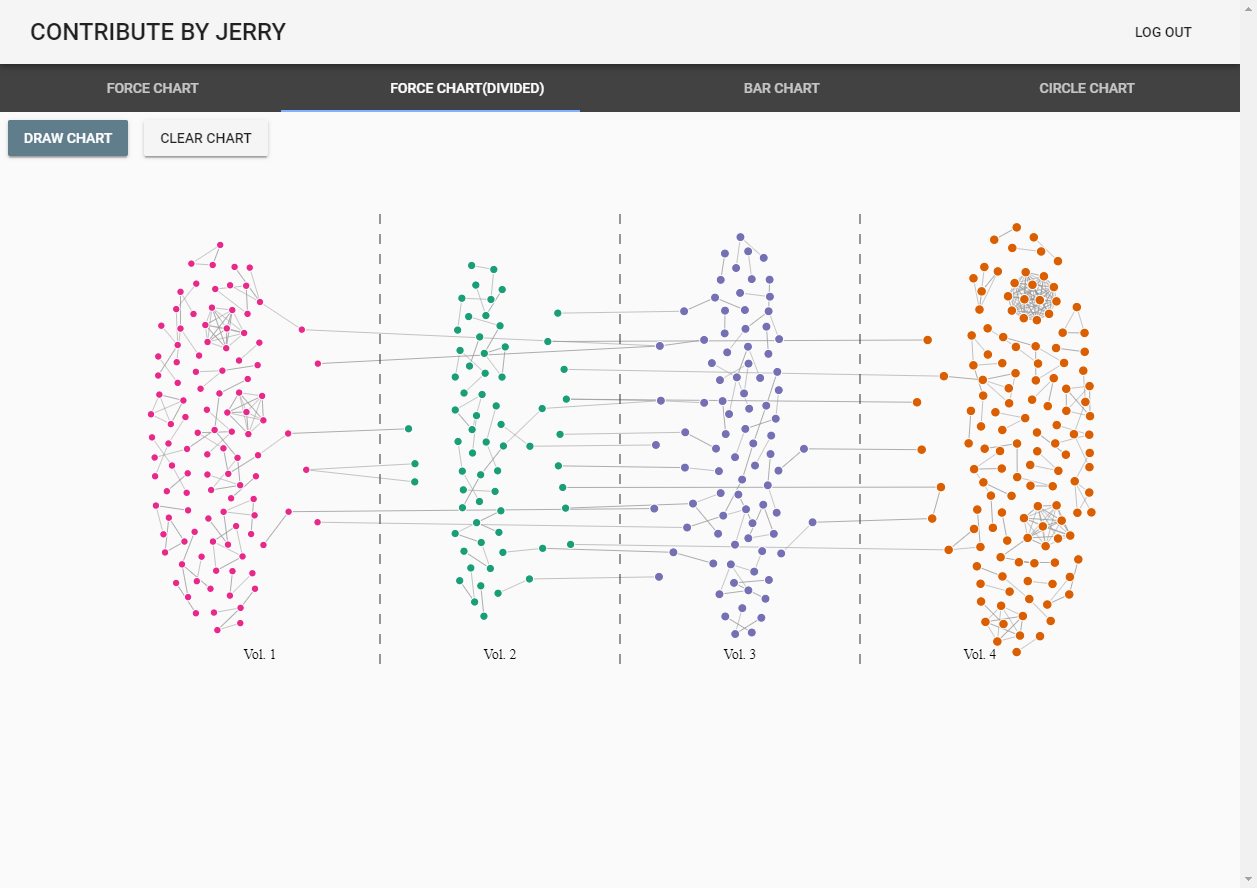 CONTRIBUTE BY JERRY
LOG OUT
FORCE CHART
FORCE CHART(DIVIDED)
BAR CHART
CIRCLE CHART
DRAW CHART
CLEAR CHART
Vol. 1
Vol. 2
Vol. 3
Vol. 4